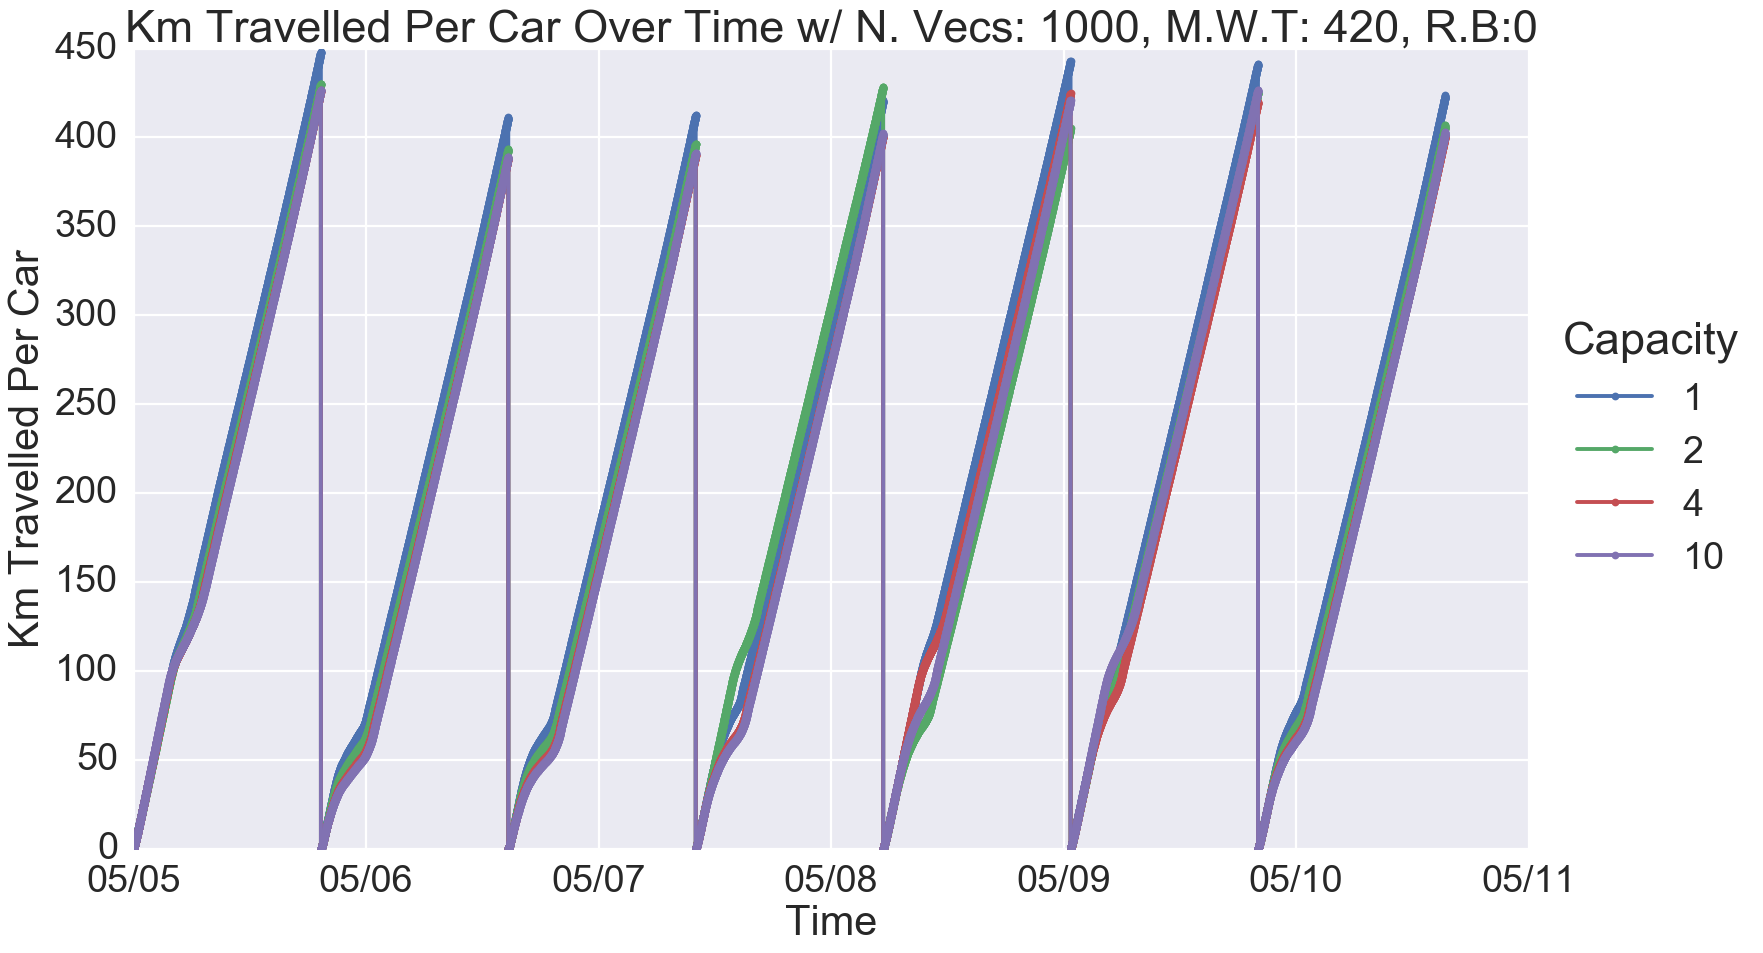 Km Travelled Per Car Over Time w/ N. Vecs: 1000, M.W.T: 420, R.B:0
450
400
350
300
250
200
150
100
50
0
Km Travelled Per Car
05/05 05/06 05/07 05/08 05/09 05/10 05/11
Time
Capacity
1
2
4
10